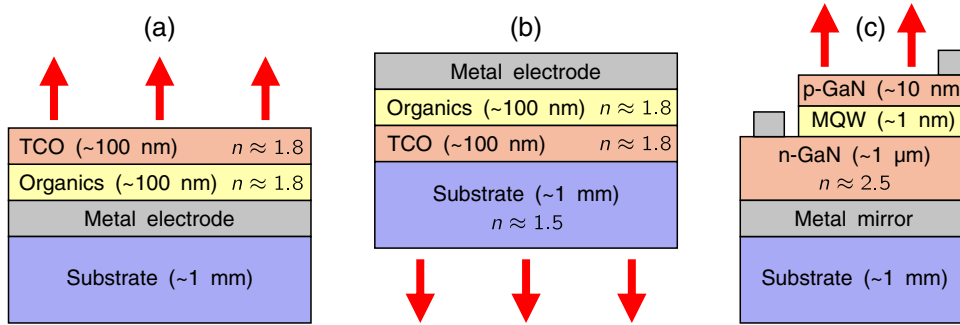 (a)
TCO (~100 nm) n ≈ 1.8
Organics (~100 nm) n ≈ 1.8
Metal electrode
Substrate (~1 mm)
(b)
Metal electrode
Organics (~100 nm) n ≈ 1.8
TCO (~100 nm) n ≈ 1.8
Substrate (~1 mm)
n ≈ 1.5
(c)
p-GaN (~10 nm)
MQW (~1 nm)
n-GaN (~1 μm)
n ≈ 2.5
Metal mirror
Substrate (~1 mm)